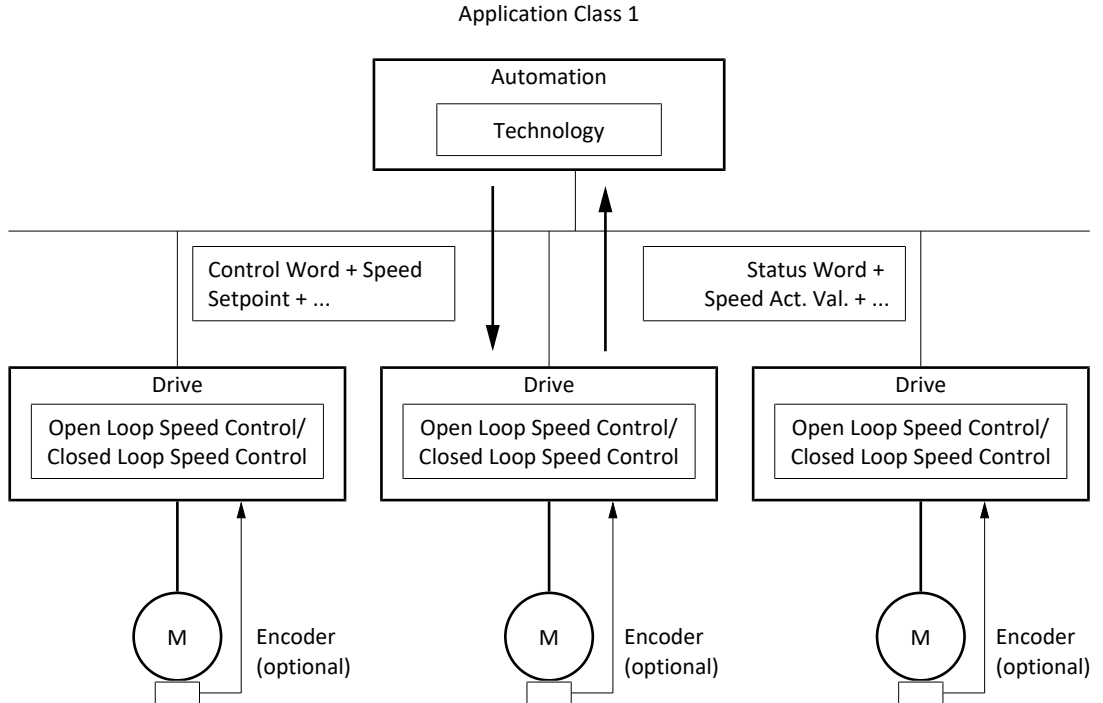 Application Class 1
Automation
Technology
Control Word + Speed
Setpoint + ...
Status Word +
Speed Act. Val. + ...
Drive
Open Loop Speed Control/
Closed Loop Speed Control
Drive
Open Loop Speed Control/
Closed Loop Speed Control
Drive
Open Loop Speed Control/
Closed Loop Speed Control
M
Encoder
(optional)
M
Encoder
(optional)
M
Encoder
(optional)